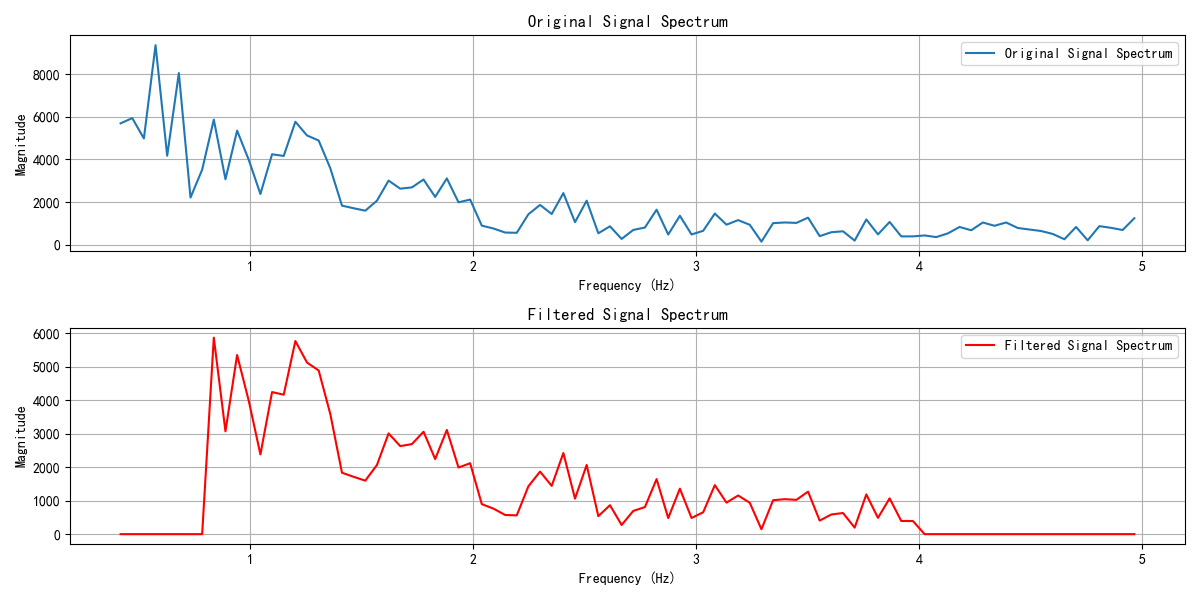 Original Signal Spectrum
Original Signal Spectrum
8000
6000
4000
2000
0
Magnitude
1 2 3 4 5
Frequency (Hz)
Filtered Signal Spectrum
Filtered Signal Spectrum
6000
5000
4000
3000
2000
1000
0
Magnitude
1 2 3 4 5
Frequency (Hz)